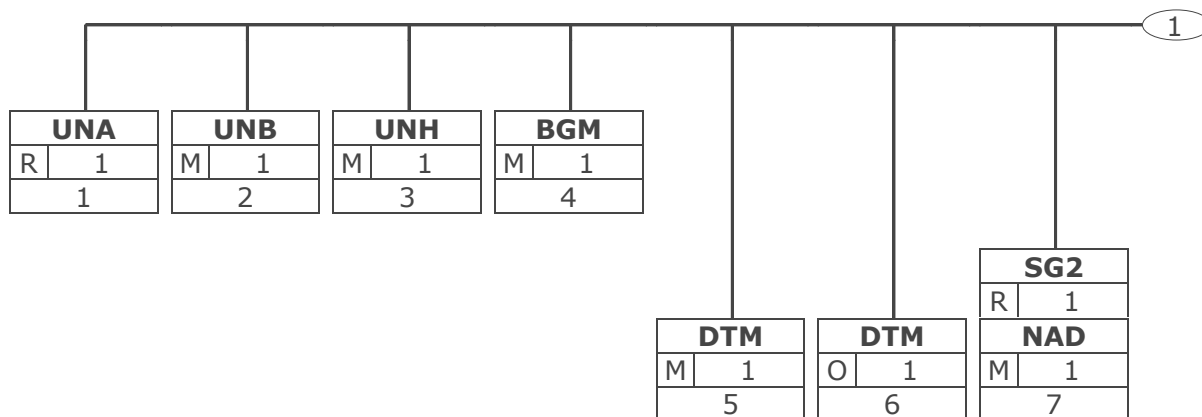 1
UNA UNB UNH BGM
R 1 M 1 M 1 M 1
1 2 3 4
SG2
R 1
DTM DTM NAD
M 1 O 1 M 1
5 6 7